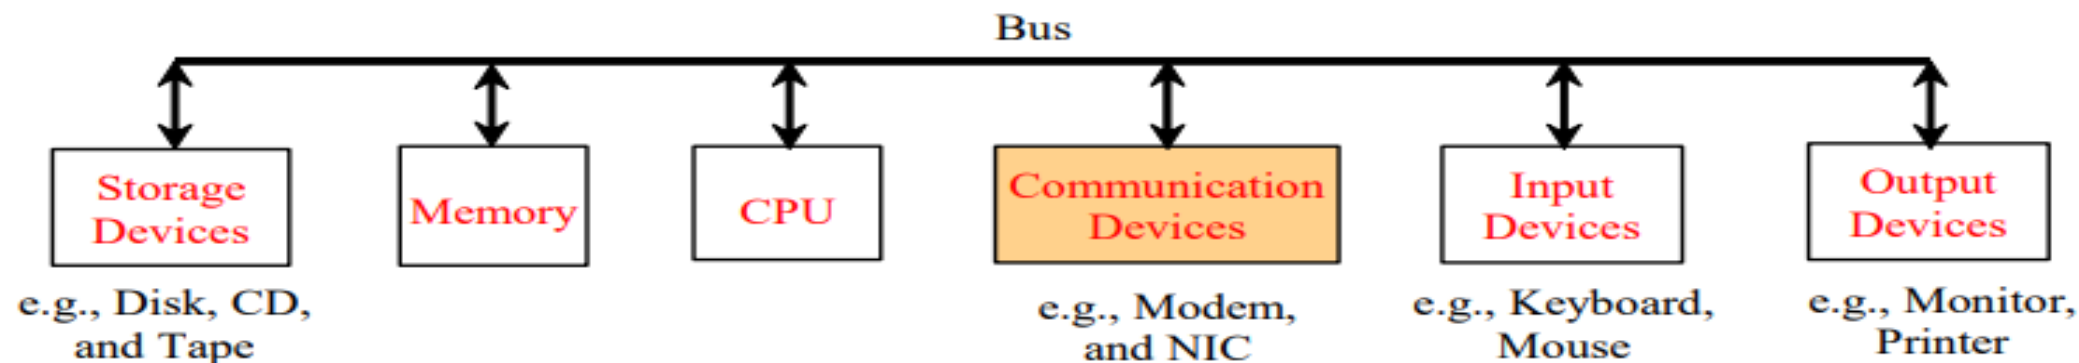 Bus
Storage
Devices
Memory
CPU
Communication
Devices
Input
Devices
Output
Devices
e.g., Disk, CD,
and Tape
e.g., Modem,
and NIC
e.g., Keyboard,
Mouse
e.g., Monitor,
Printer